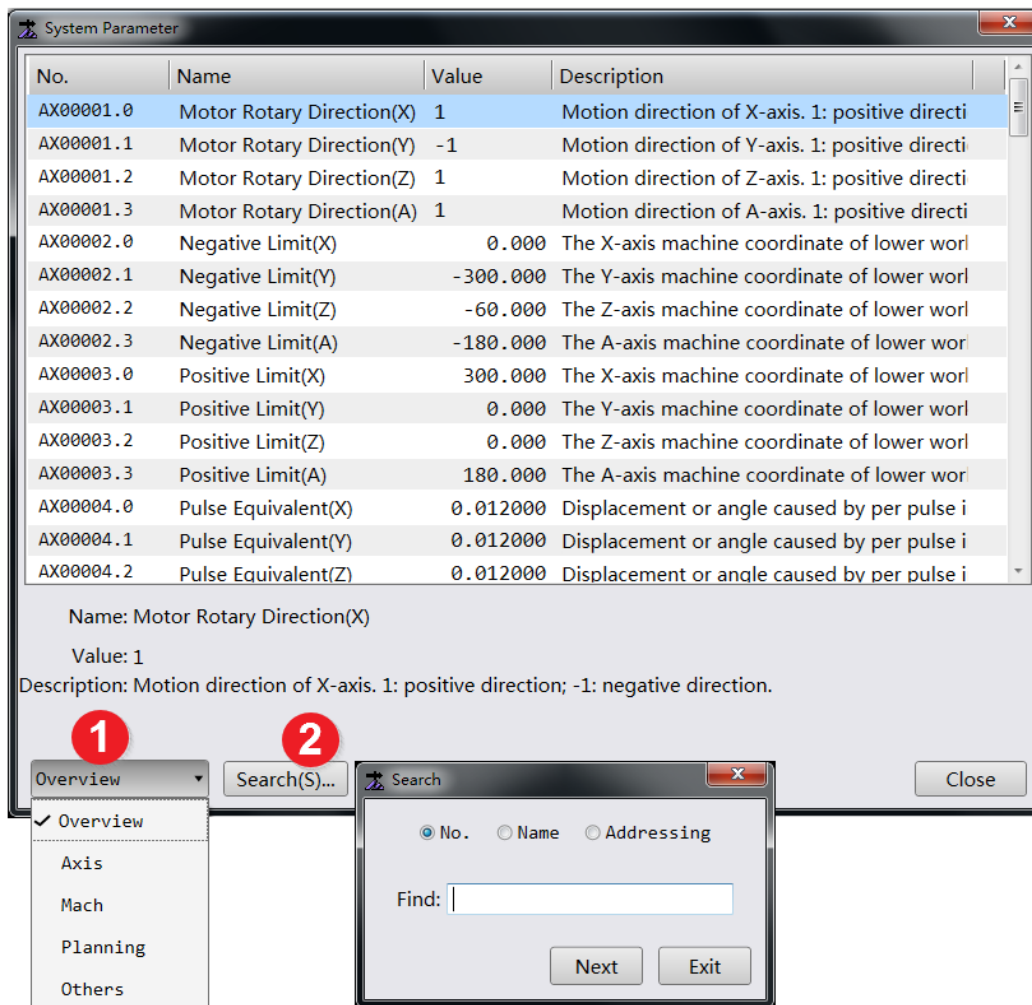 System Parameter
No. Name Value Description
AX00001.0 Motor Rotary Direction(X) 1 Motion direction of X-axis. 1: positive directi
AX00001.1 Motor Rotary Direction(Y) -1 Motion direction of Y-axis. 1: positive directi
AX00001.2 Motor Rotary Direction(Z) 1 Motion direction of Z-axis. 1: positive directi
AX00001.3 Motor Rotary Direction(A) 1 Motion direction of A-axis. 1: positive directi
AX00002.0 Negative Limit(X) 0.000 The X-axis machine coordinate of lower worl
AX00002.1 Negative Limit(Y) -300.000 The Y-axis machine coordinate of lower worl
AX00002.2 Negative Limit(Z) -60.000 The Z-axis machine coordinate of lower worl
AX00002.3 Negative Limit(A) -180.000 The A-axis machine coordinate of lower wor
AX00003.0 Positive Limit(X) 300.000 The X-axis machine coordinate of lower worl
AX00003.1 Positive Limit(Y) 0.000 The Y-axis machine coordinate of lower worl
AX00003.2 Positive Limit(Z) 0.000 The Z-axis machine coordinate of lower worl
AX00003.3 Positive Limit(A) 180.000 The A-axis machine coordinate of lower wor
AX00004.0 Pulse Equivalent(X) 0.012000 Displacement or angle caused by per pulse i
AX00004.1 Pulse Equivalent(Y) 0.012000 Displacement or angle caused by per pulse i
AX00004.2 Pulse Equivalent(Z) 0.012000 Displacement or angle caused by per pulse i
Name: Motor Rotary Direction(X)
Value: 1
Description: Motion direction of X-axis. 1: positive direction; -1: negative direction.
1 2
Overview Search(S)... Close
Overview
Axis
Mach
Planning
Others
Search
No. Name Addressing
Find:
Next Exit